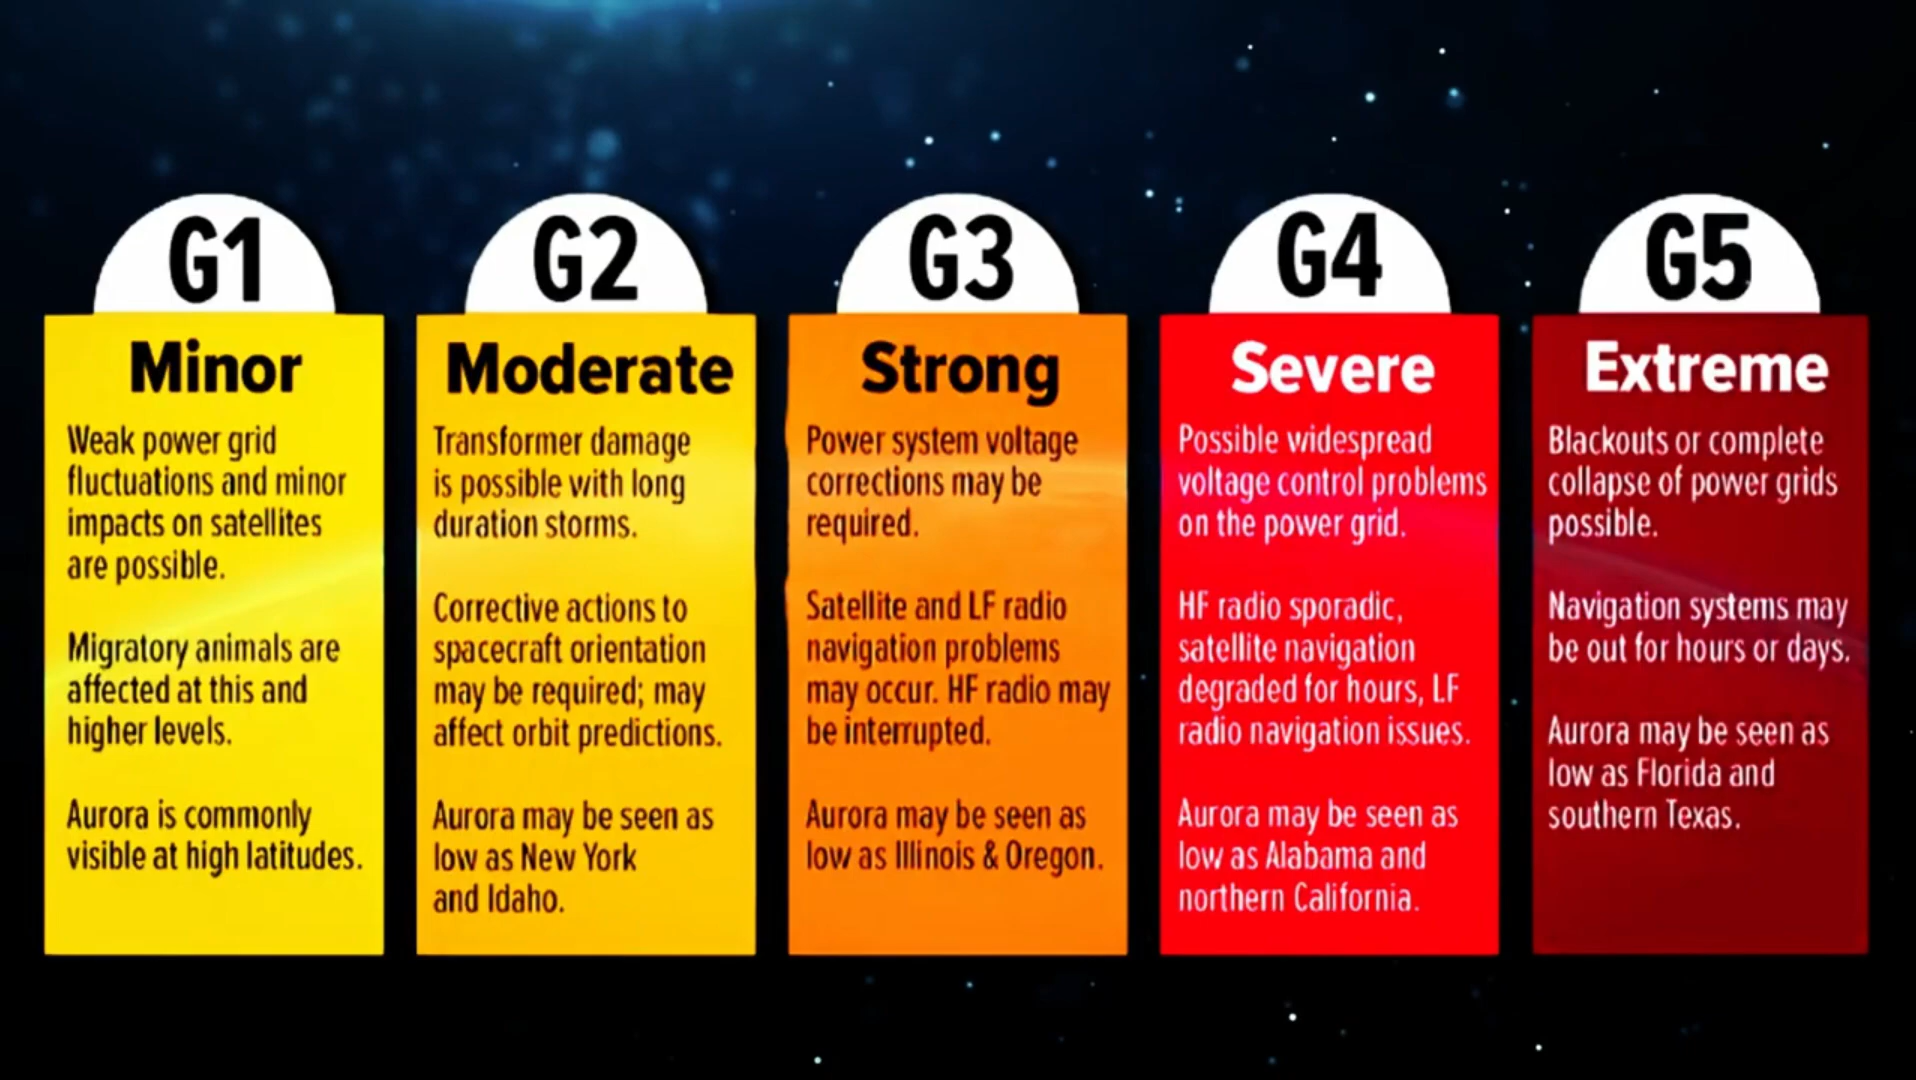 G1
Minor
Weak power grid
fluctuations and minor
impacts on satellites
are possible.
Migratory animals are
affected at this and
higher levels.
Aurora is commonly
visible at high latitudes.
G2
Moderate
Transformer damage
is possible with long
duration storms.
Corrective actions to
spacecraft orientation
may be required; may
affect orbit predictions.
Aurora may be seen as
low as New York
and Idaho.
G3
Strong
Power system voltage
corrections may be
required.
Satellite and LF radio
navigation problems
may occur. HF radio may
be interrupted.
Aurora may be seen as
low as Illinois & Oregon.
G4
Severe
Possible widespread
voltage control problems
on the power grid.
HF radio sporadic,
satellite navigation
degraded for hours, LF
radio navigation issues.
Aurora may be seen as
low as Alabama and
northern California.
G5
Extreme
Blackouts or complete
collapse of power grids
possible.
Navigation systems may
be out for hours or days.
Aurora may be seen as
low as Florida and
southern Texas.